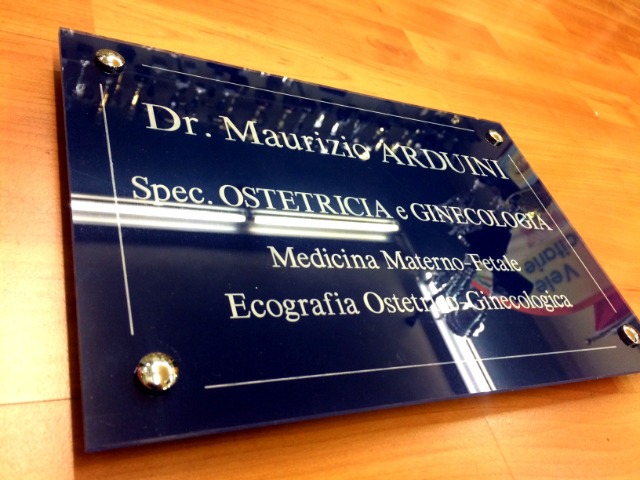 Dr. Maurizio ARDUINI
Spec. OSTETRICIA e GINECOLOGIA
Medicina Materno-Fetale
Ecografia Ostetrico-Ginecologica